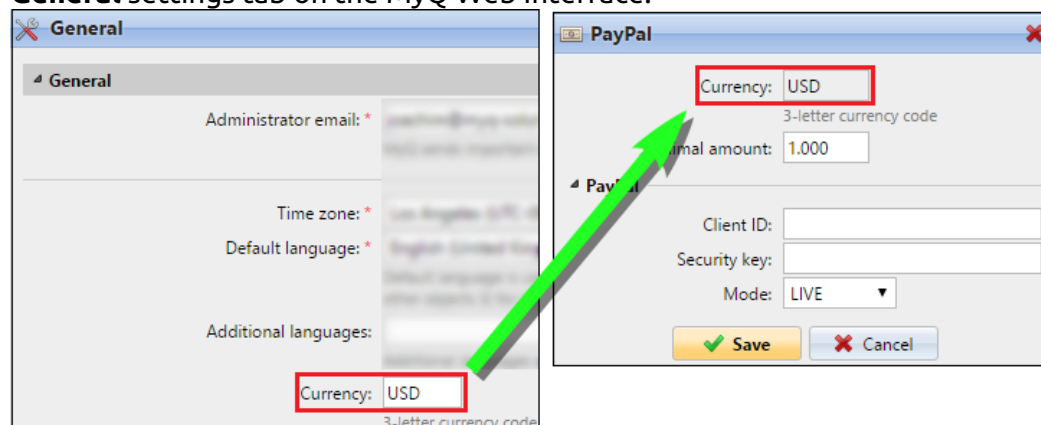 General settings tab on the MyQ Web Interface.
General
General
Administrator email: *
Time zone: *
Default language: *
Additional languages:
Currency: USD
3-letter currency code
PayPal
Currency: USD
3-letter currency code
amount: 1.000
PayPal
Client ID:
Security key:
Mode: LIVE
Save Cancel